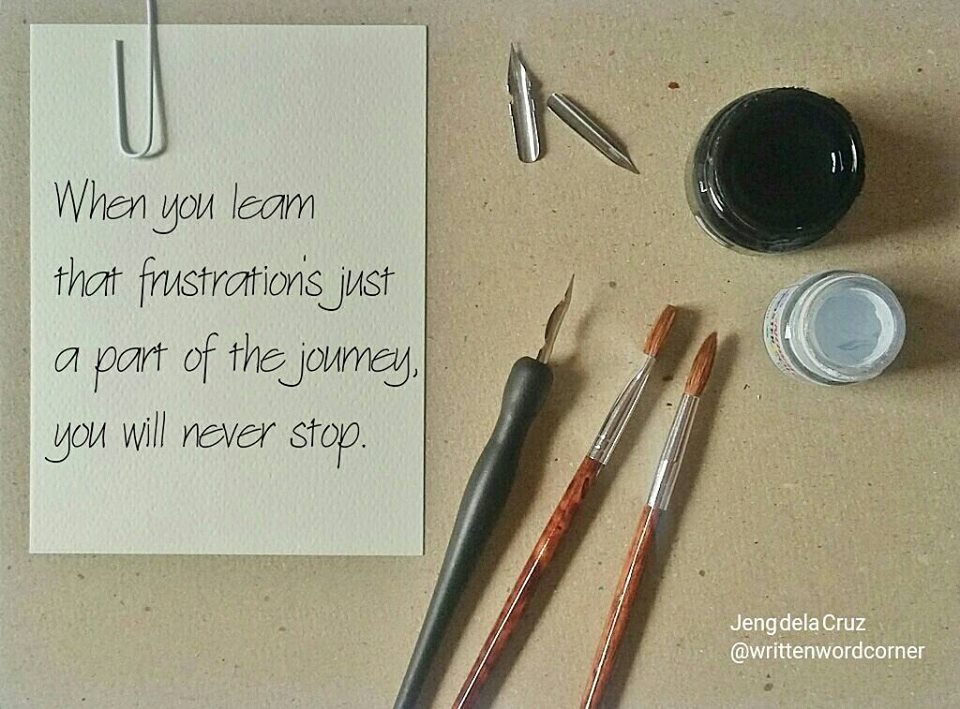 When you learn
that frustration's just
a part of the journey,
you will never stop.
Jeng dela Cruz
@writtenwordcorner